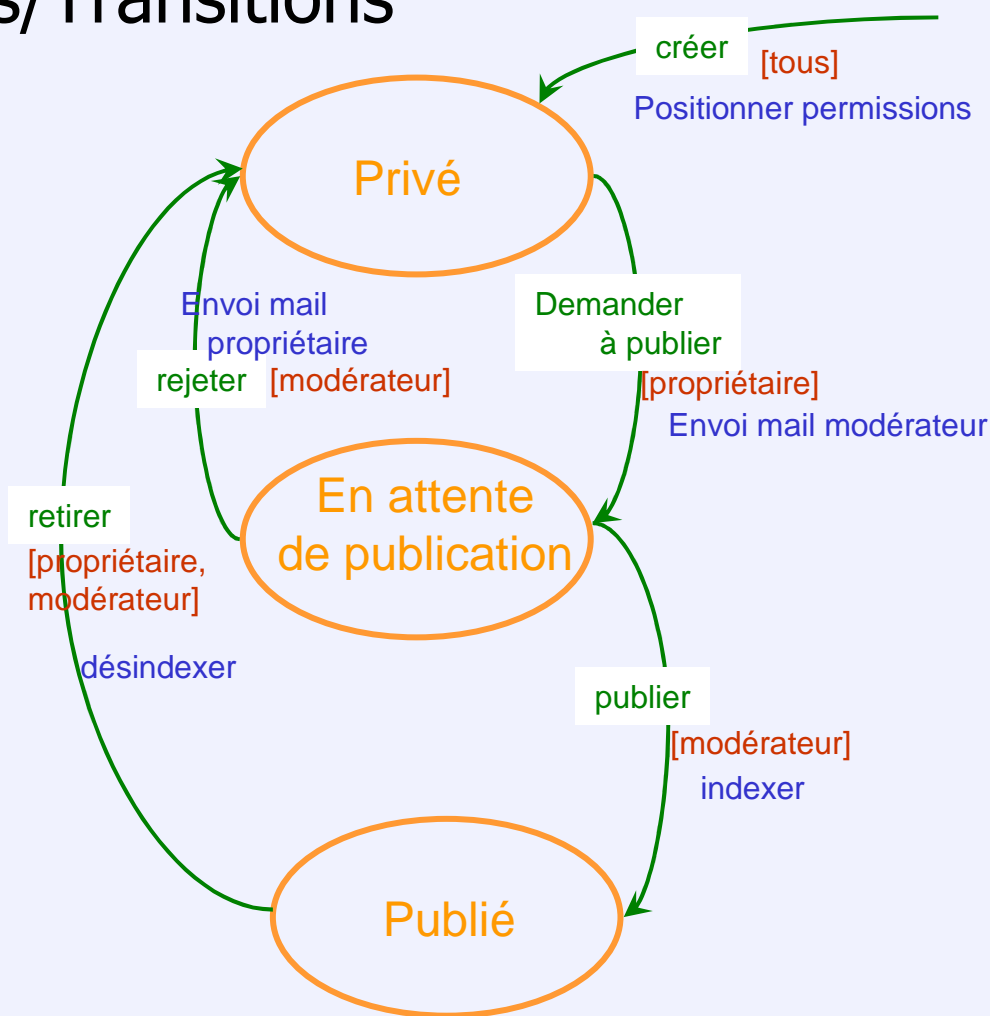 s/Transitions
créer
[tous]
Positionner permissions
Privé
Envoi mail
propriétaire
rejeter [modérateur]
Demander
à publier
[propriétaire]
Envoi mail modérateur
En attente
de publication
retirer
[propriétaire,
modérateur]
désindexer
publier
[modérateur]
indexer
Publié